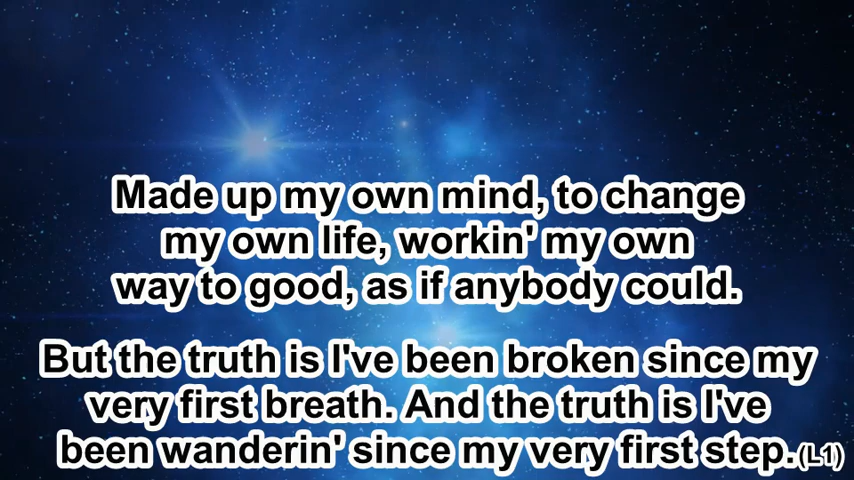 Made up my own mind, to change
my own life, workin' my own
way to good, as if anybody could.
But the truth is I've been broken since my
very first breath. And the truth is I've
been wanderin' since my very first step.(L1)